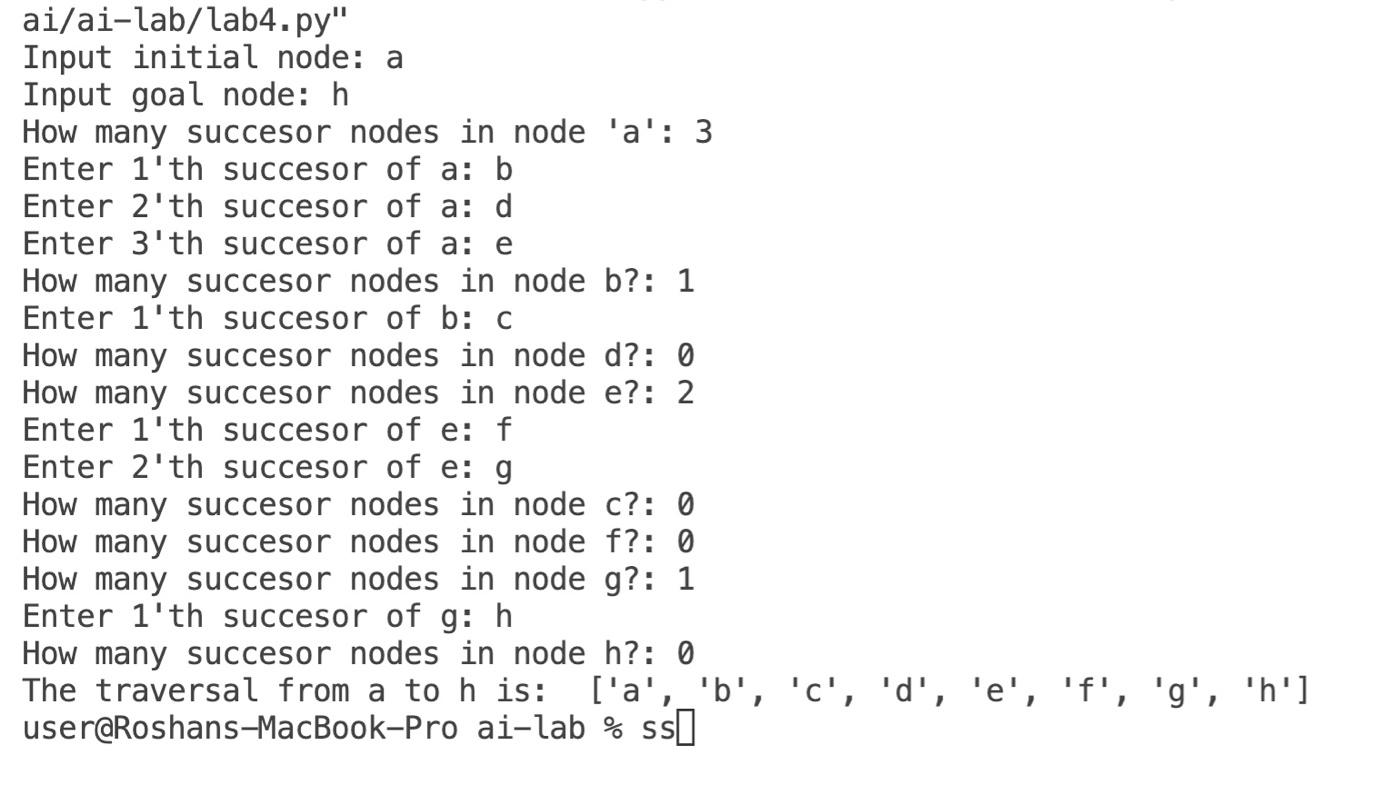 ai/ai-lab/lab4.py"
Input initial node: a
Input goal node: h
How many succesor nodes in node 'a': 3
Enter 1'th succesor of a: b
Enter 2'th succesor of a: d
Enter 3'th succesor of a: e
How many succesor nodes in node b?: 1
Enter 1'th succesor of b: c
How many succesor nodes in node d?: 0
How many succesor nodes in node e?: 2
Enter 1'th succesor of e: f
Enter 2'th succesor of e: g
How many succesor nodes in node c?: 0
How many succesor nodes in node f?: 0
How many succesor nodes in node g?: 1
Enter 1'th succesor of g: h
How many succesor nodes in node h?: 0
The traversal from a to h is:  ['a', 'b', 'c', 'd', 'e', 'f', 'g', 'h']
user@Roshans-MacBook-Pro ai-lab % ss